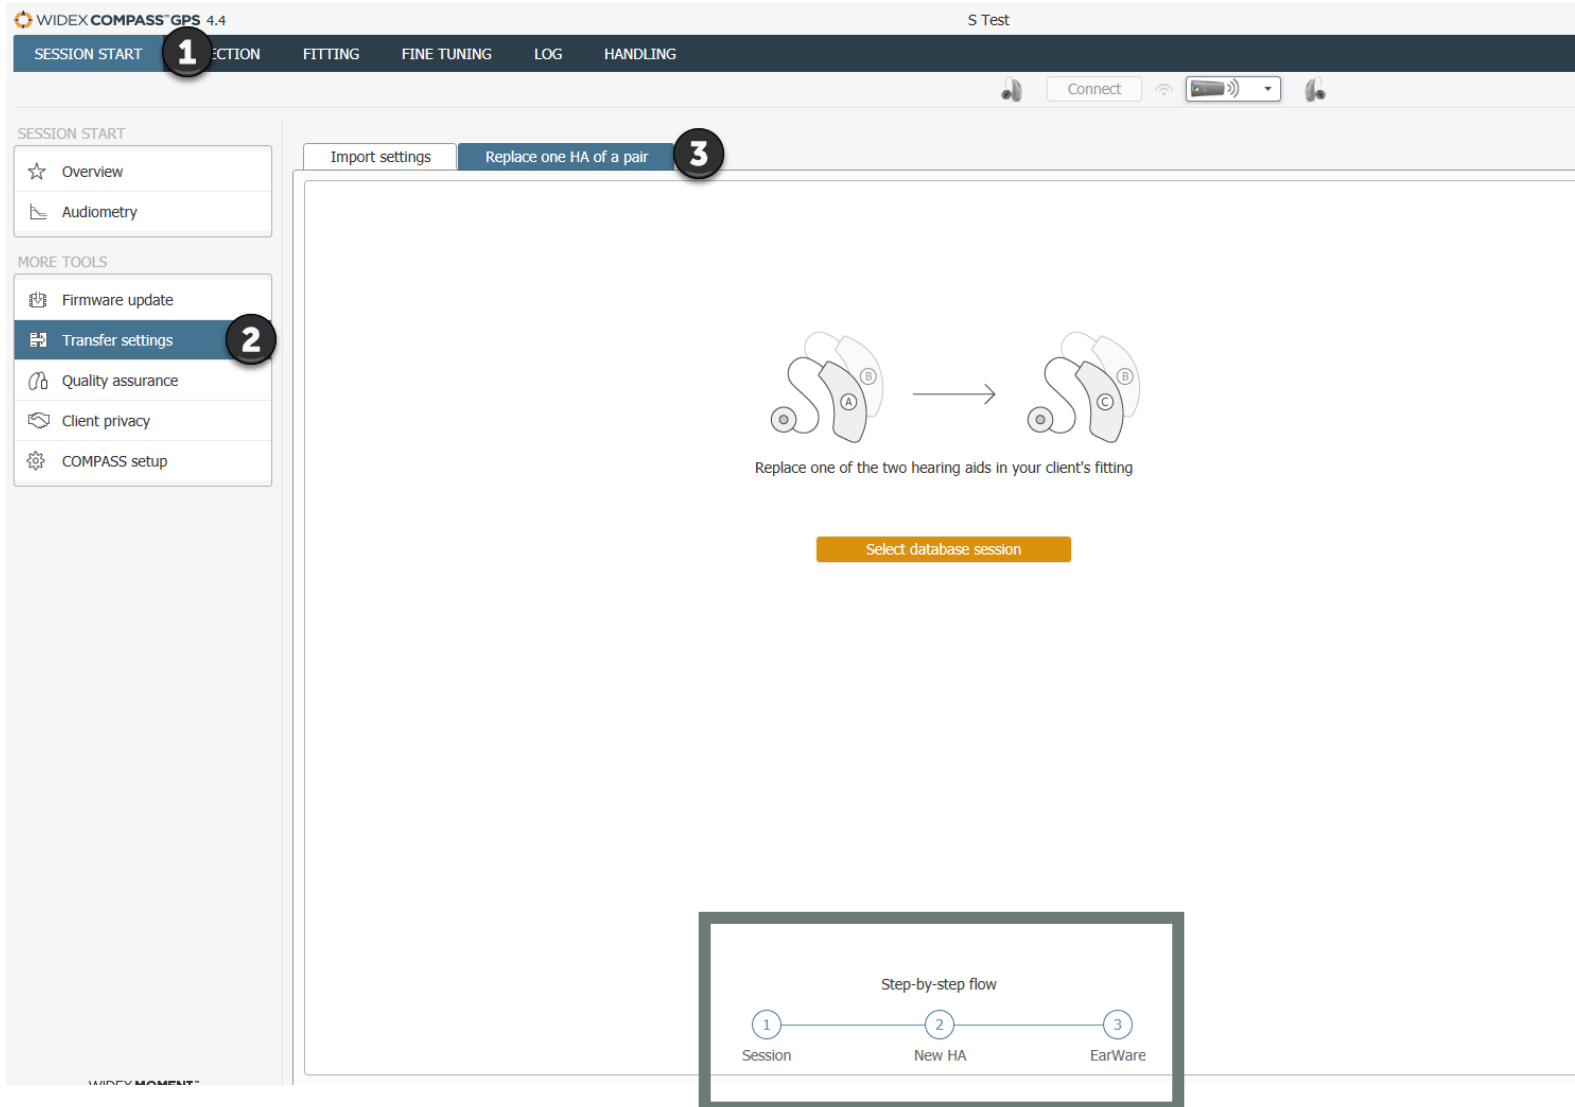 WIDEX COMPASS™GPS 4.4
S Test
SESSION START 1 ECTION FITTING FINE TUNING LOG HANDLING
Connect
SESSION START
Overview
Audiometry
MORE TOOLS
Firmware update
Transfer settings 2
Quality assurance
Client privacy
COMPASS setup
Import settings Replace one HA of a pair 3
A B
C B
Replace one of the two hearing aids in your client's fitting
Select database session
Step-by-step flow
1 2 3
Session New HA EarWare
WIDEX MOMENT™